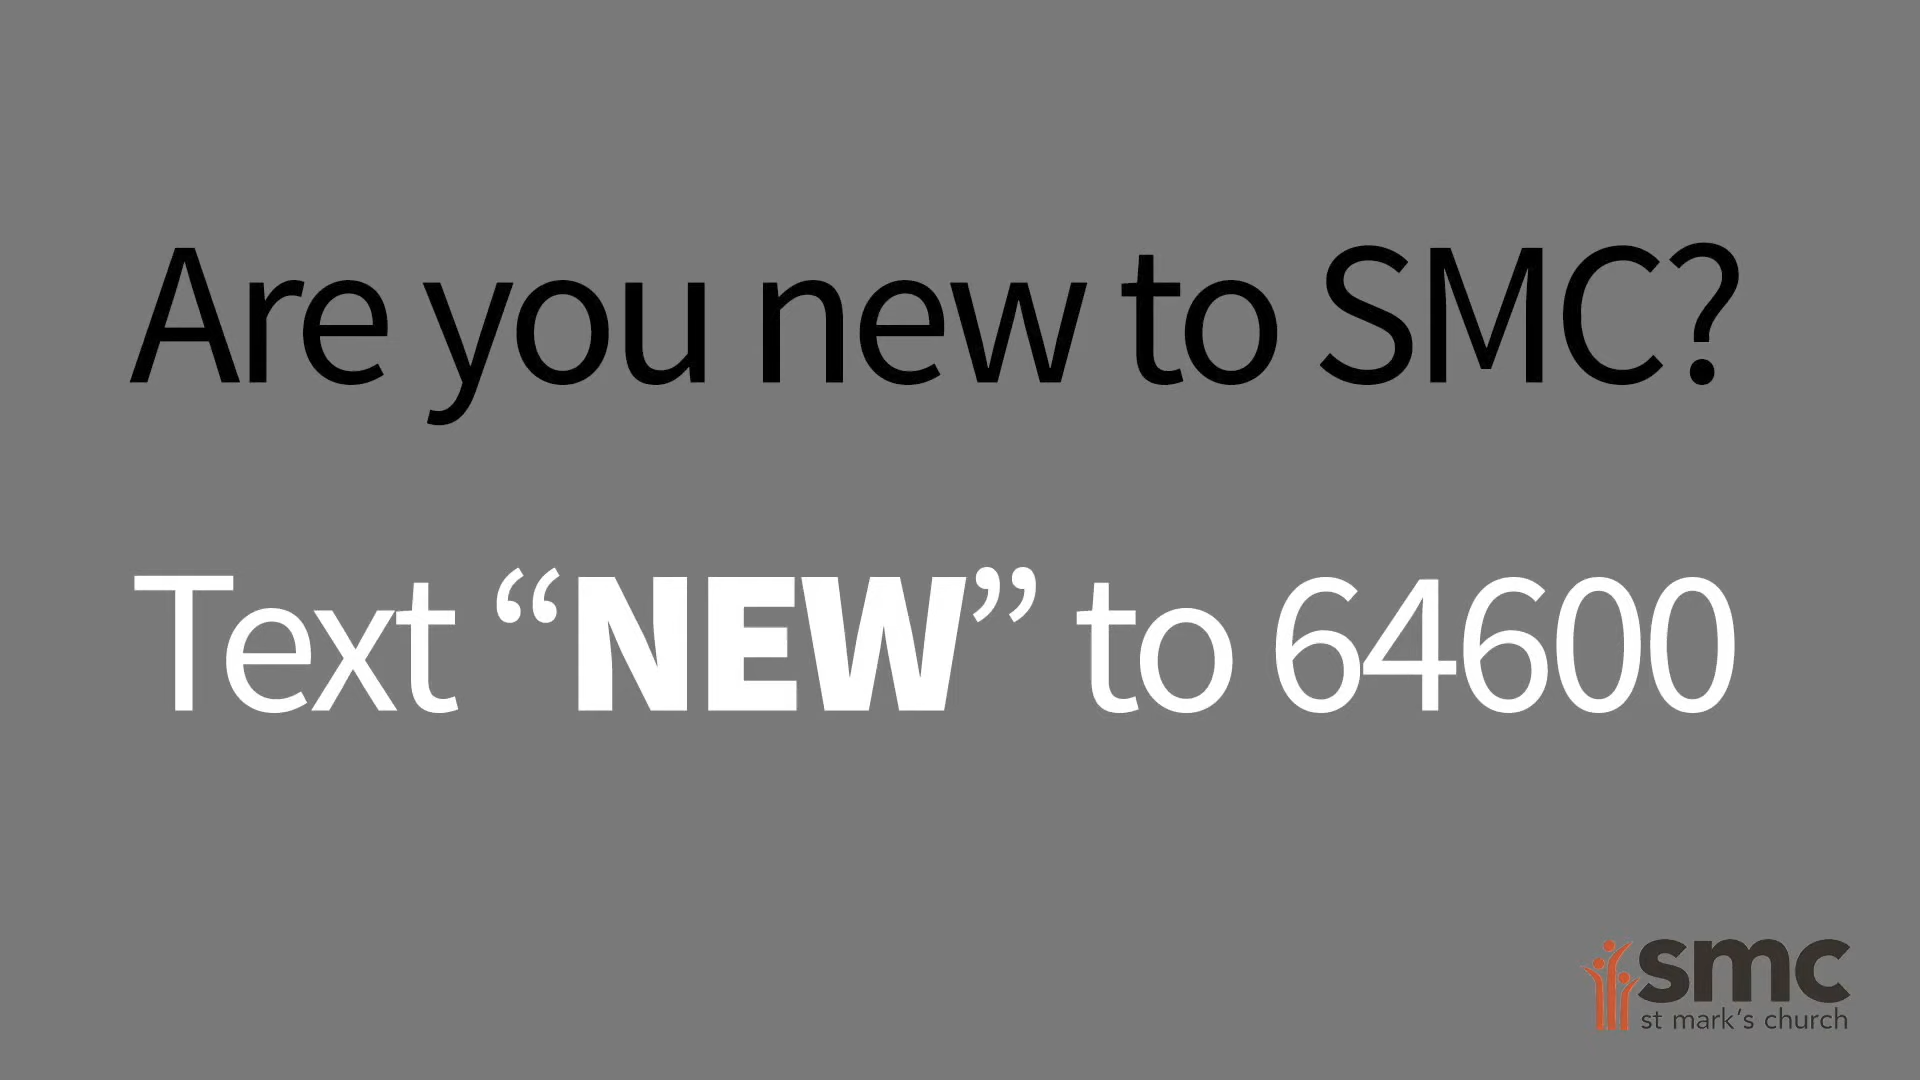 Are you new to SMC?
Text “NEW” to 64600
smc
st mark's church